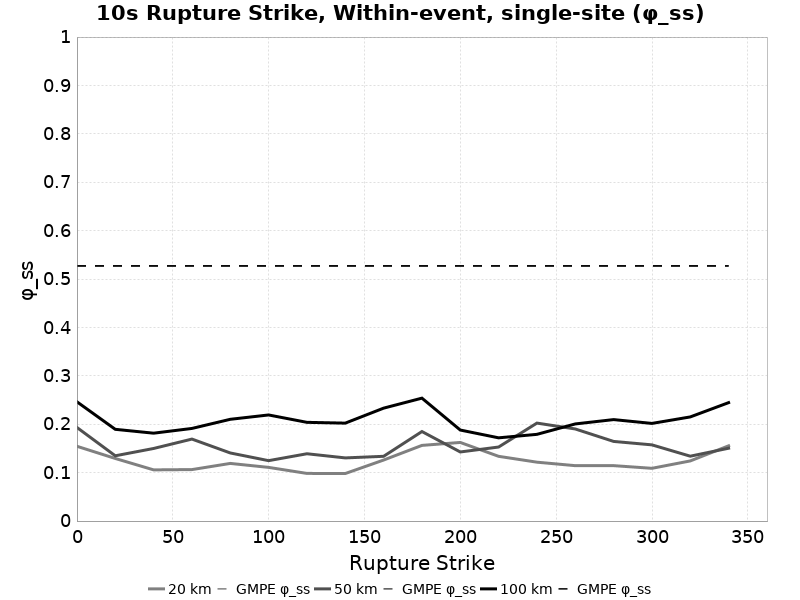 10s Rupture Strike, Within-event, single-site (φ_ss)
1
0.9
0.8
0.7
0.6
0.5
0.4
0.3
0.2
0.1
0
φ_ss
0 50 100 150 200 250 300 350
Rupture Strike
20 km GMPE φ_ss 50 km GMPE φ_ss 100 km GMPE φ_ss